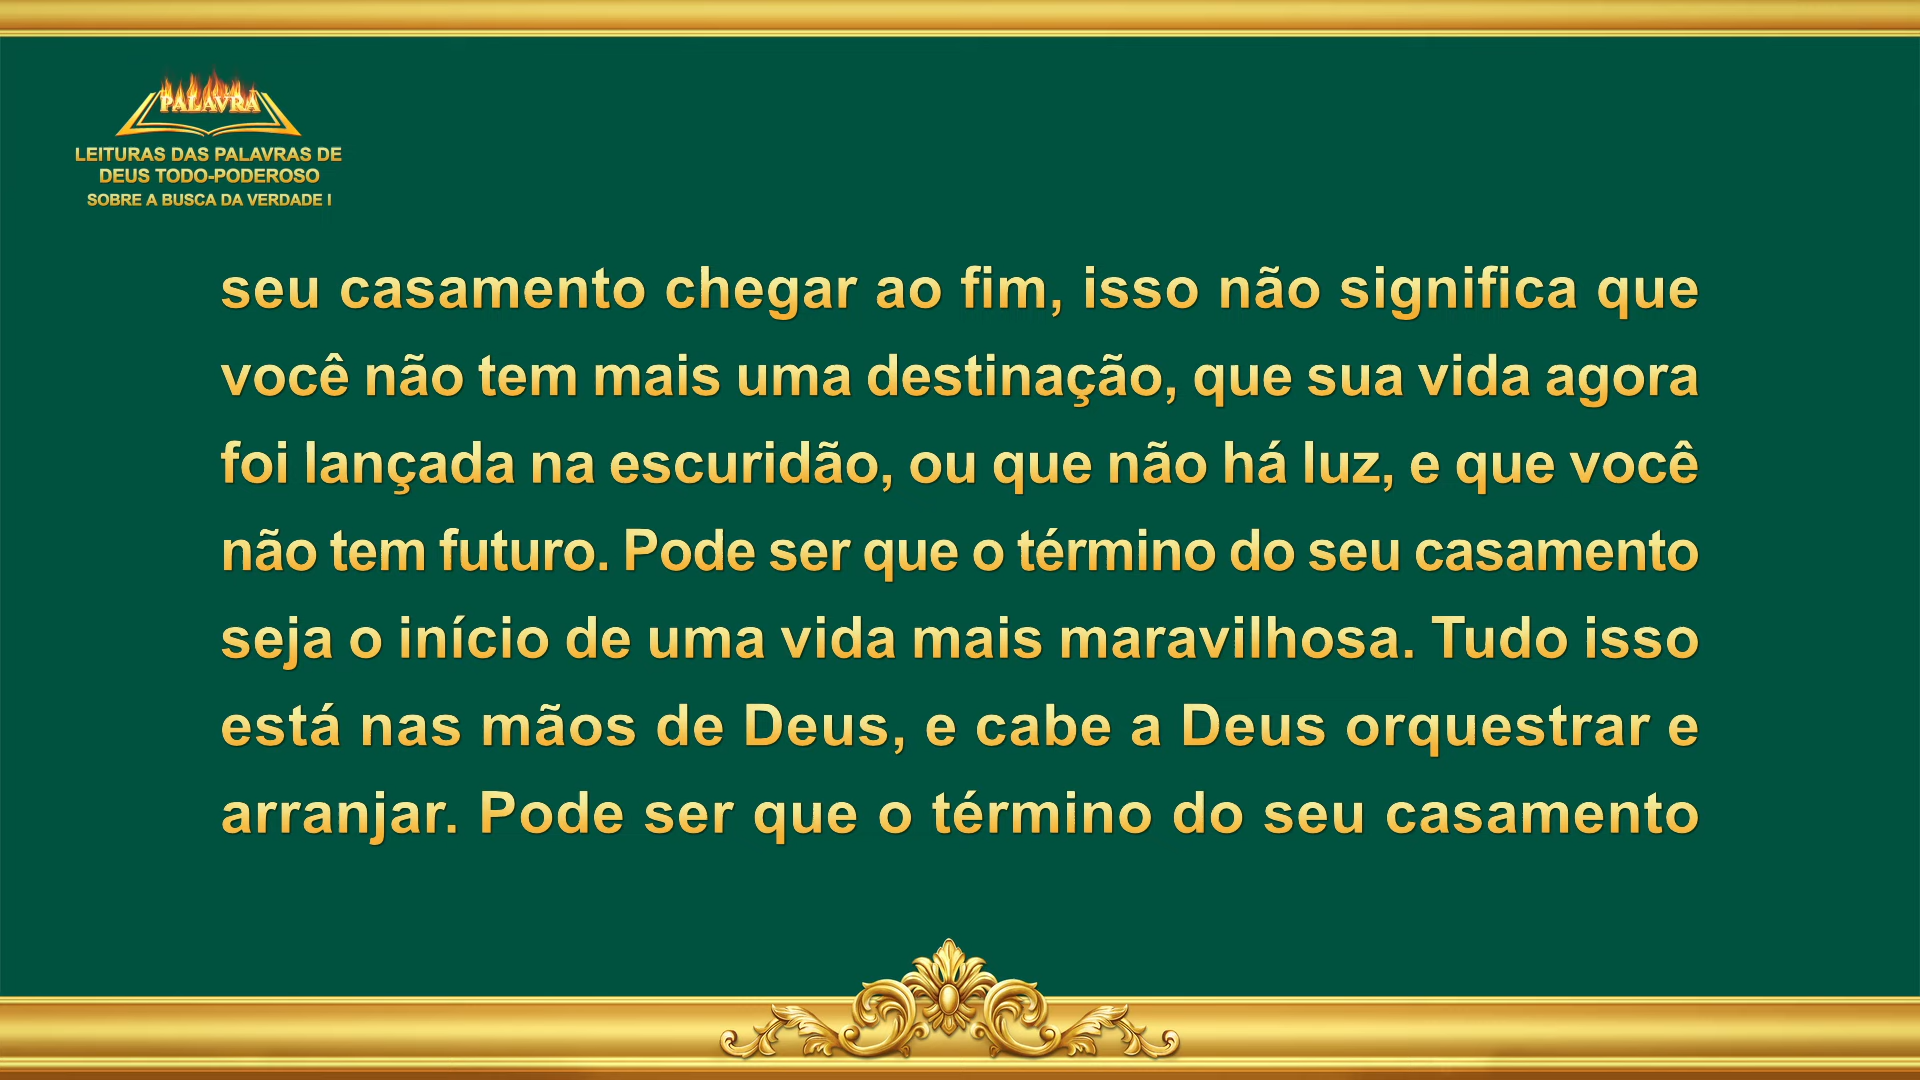 PALAVRA
LEITURAS DAS PALAVRAS DE
DEUS TODO-PODEROSO
SOBRE A BUSCA DA VERDADE I
seu casamento chegar ao fim, isso não significa que
você não tem mais uma destinação, que sua vida agora
foi lançada na escuridão, ou que não há luz, e que você
não tem futuro. Pode ser que o término do seu casamento
seja o início de uma vida mais maravilhosa. Tudo isso
está nas mãos de Deus, e cabe a Deus orquestrar e
arranjar. Pode ser que o término do seu casamento